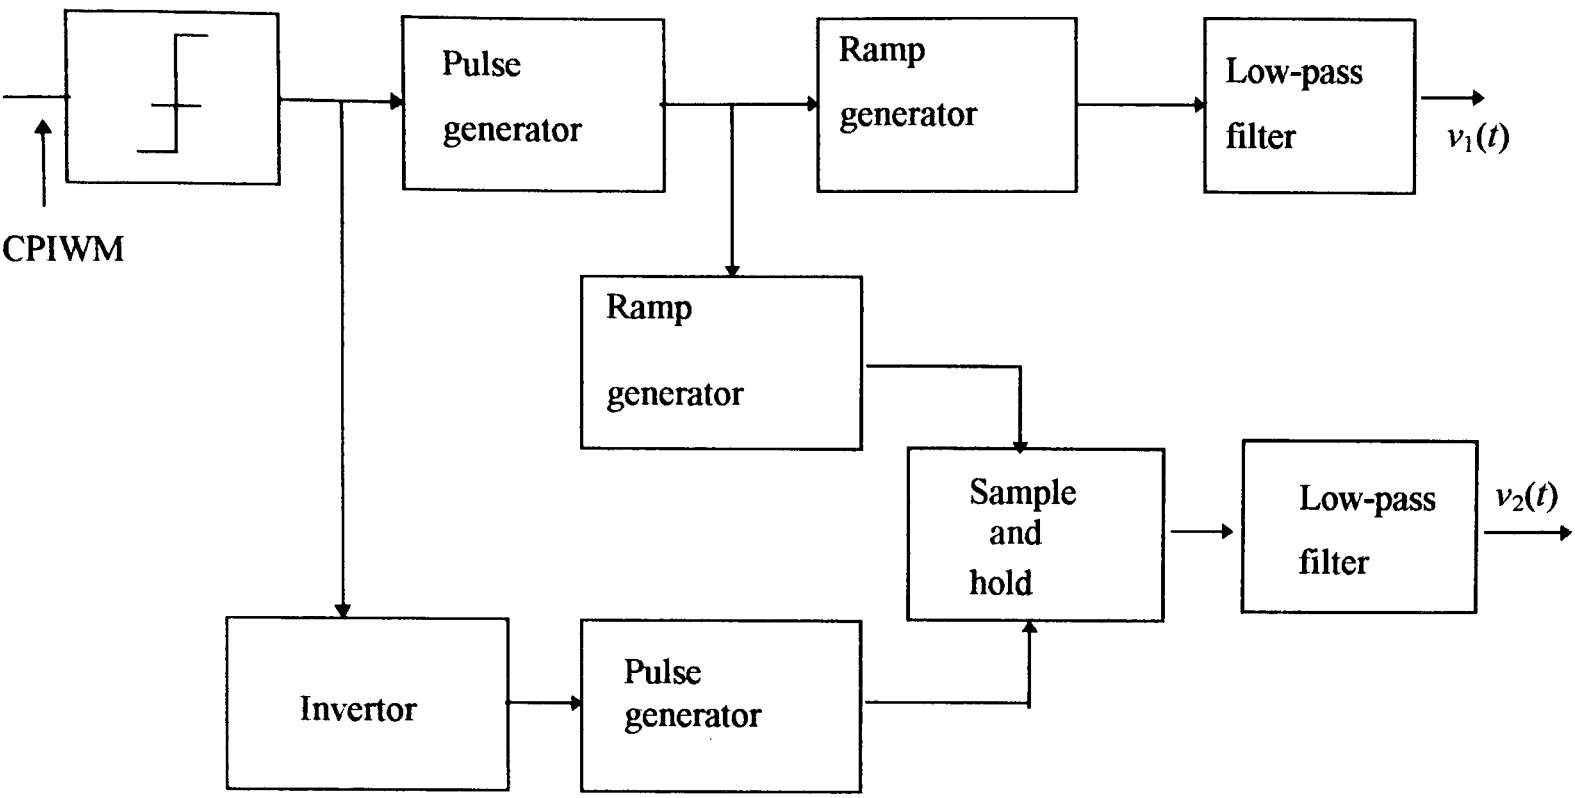 Pulse
generator
Ramp
generator
Low-pass
filter
v₁(t)
CPIWM
Ramp
generator
Sample
and
hold
Low-pass
filter
v₂(t)
Invertor
Pulse
generator